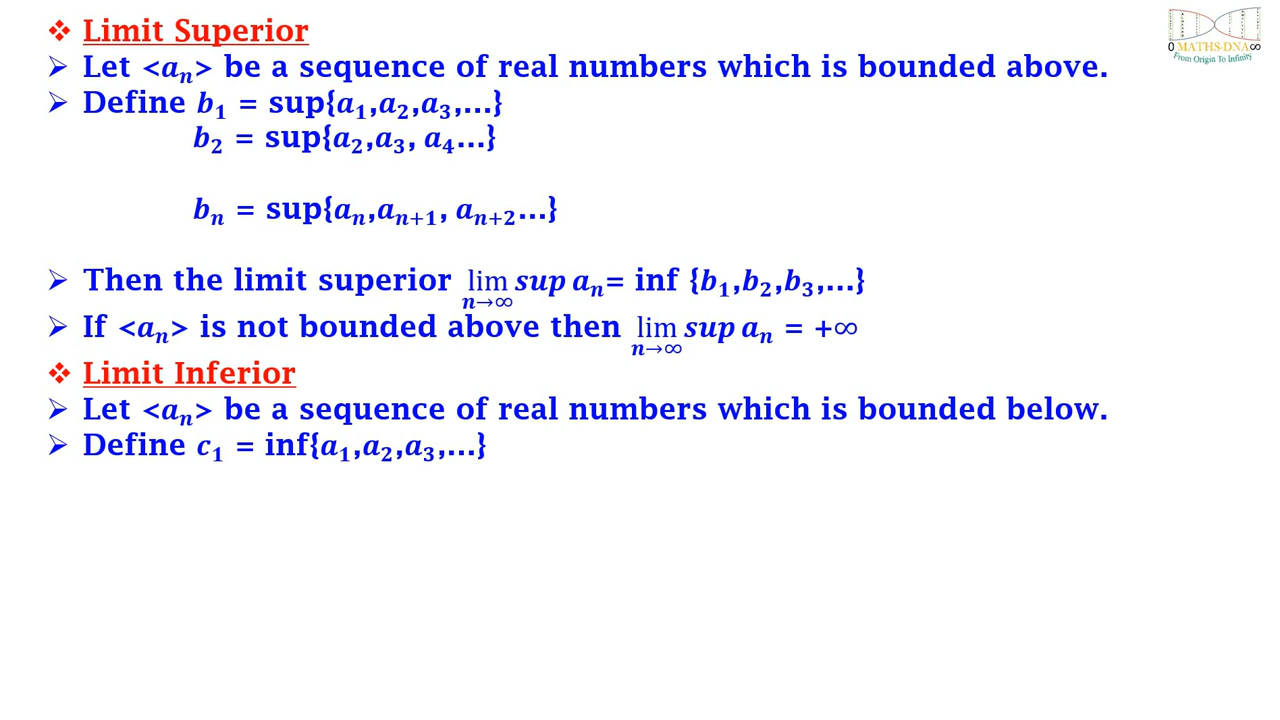 ❖ Limit Superior
➢ Let <aₙ> be a sequence of real numbers which is bounded above.
➢ Define b₁ = sup{a₁,a₂,a₃,...}
b₂ = sup{a₂,a₃, a₄...}
bₙ = sup{aₙ,aₙ₊₁, aₙ₊₂...}
➢ Then the limit superior lim n→∞ sup aₙ= inf {b₁,b₂,b₃,...}
➢ If <aₙ> is not bounded above then lim n→∞ sup aₙ = +∞
❖ Limit Inferior
➢ Let <aₙ> be a sequence of real numbers which is bounded below.
➢ Define c₁ = inf{a₁,a₂,a₃,...}
0 MATHS-DNA∞
From Origin To Infinity